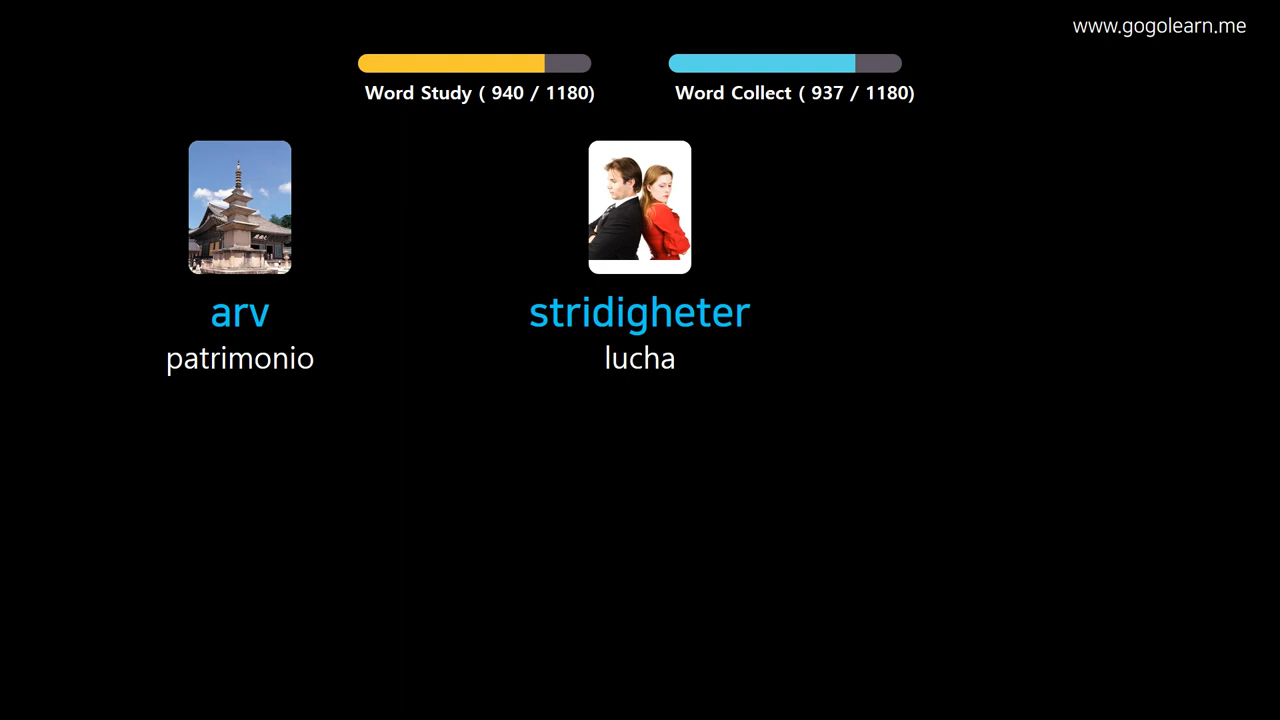 www.gogolearn.me
Word Study ( 940 / 1180)
Word Collect ( 937 / 1180)
arv
patrimonio
stridigheter
lucha